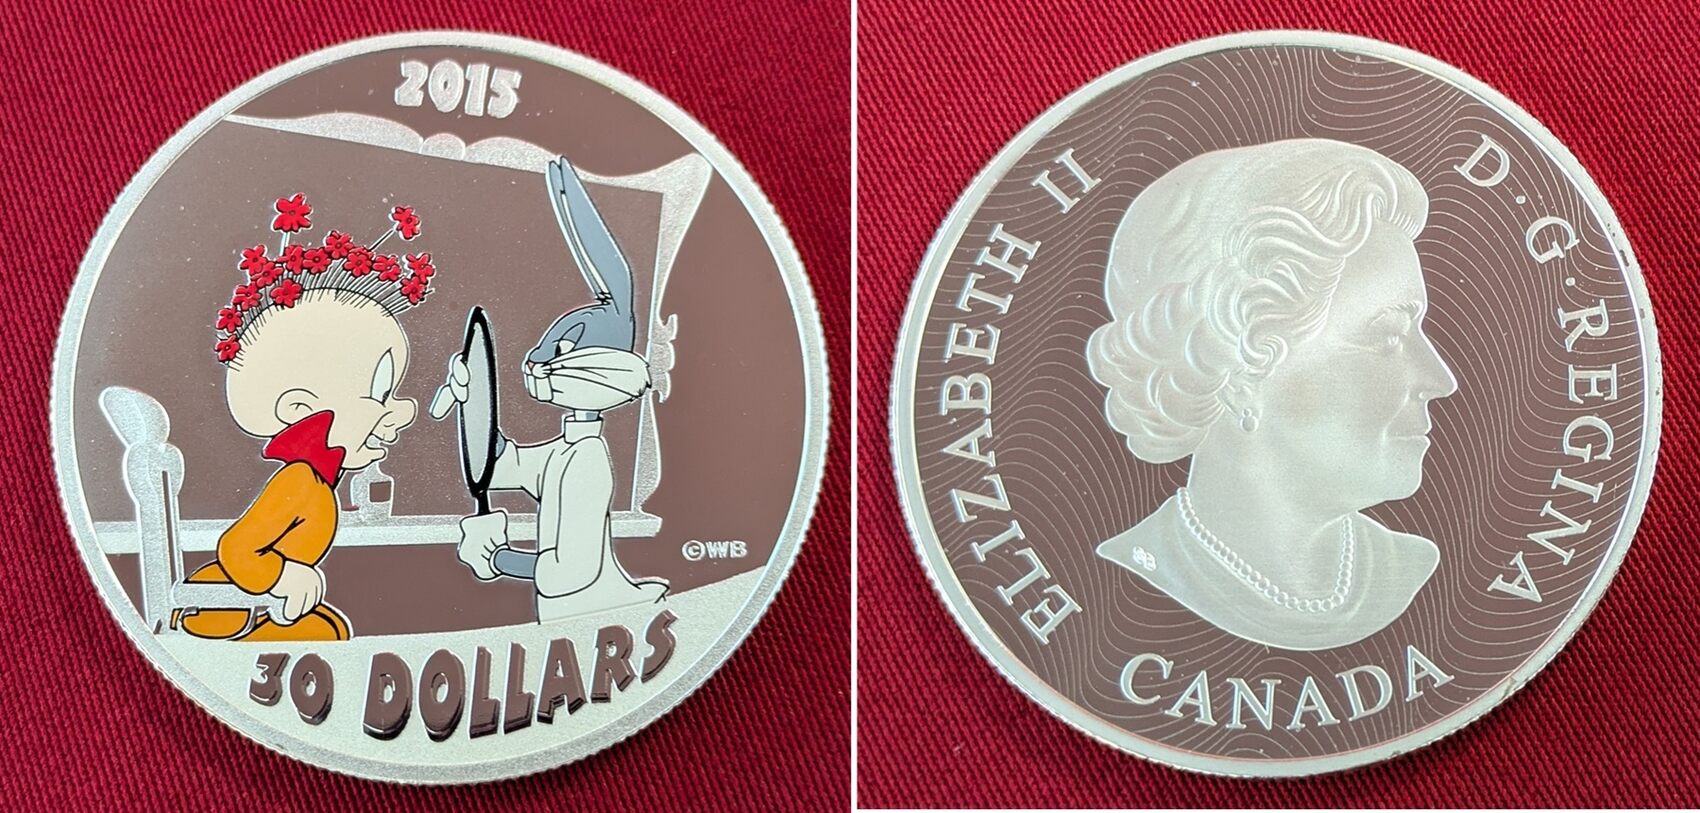 2015
©WB
30 DOLLARS
ELIZABETH II
D.G.REGINA
CANADA